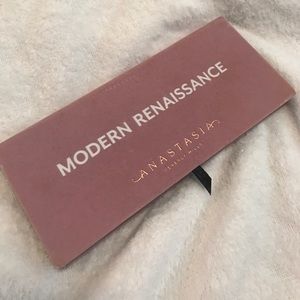 MODERN RENAISSANCE
ANASTASIA
BEVERLY HILLS